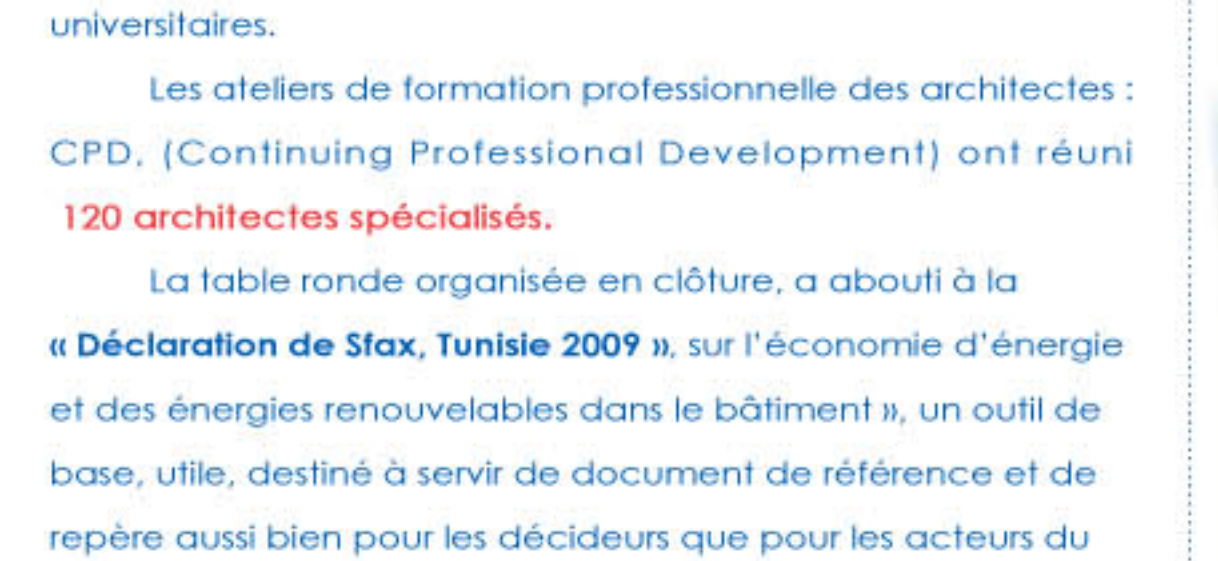 universitaires.
Les ateliers de formation professionnelle des architectes :
CPD, (Continuing Professional Development) ont réuni
120 architectes spécialisés.
La table ronde organisée en clôture, a abouti à la
« Déclaration de Sfax, Tunisie 2009 », sur l'économie d'énergie
et des énergies renouvelables dans le bâtiment », un outil de
base, utile, destiné à servir de document de référence et de
repère aussi bien pour les décideurs que pour les acteurs du